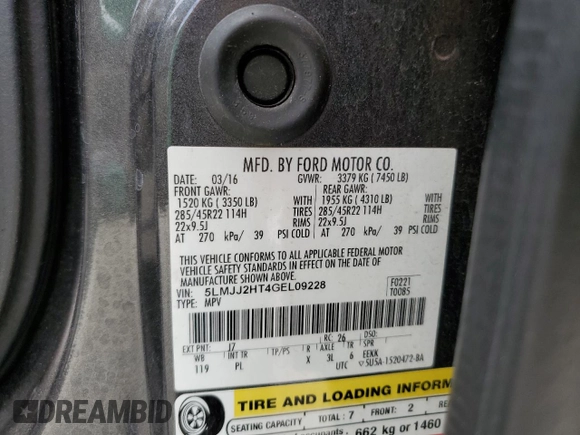 MFD. BY FORD MOTOR CO.
DATE: 03/16 GVWR: 3379 KG ( 7450 LB)
FRONT GAWR: REAR GAWR:
1520 KG ( 3350 LB) WITH 1955 KG ( 4310 LB) WITH
285/45R22 114H TIRES 285/45R22 114H TIRES
22x9.5J RIMS 22x9.5J RIMS
AT 270 kPa/ 39 PSI COLD AT 270 kPa/ 39 PSI COLD
THIS VEHICLE CONFORMS TO ALL APPLICABLE FEDERAL MOTOR
VEHICLE SAFETY STANDARDS IN EFFECT ON THE DATE OF
MANUFACTURE SHOWN ABOVE.
VIN: 5LMJJ2HT4GEL09228 F0221
TYPE: MPV T0085
EXT PNT: J7 RC: 26 DSO:
WB INT TR TP/PS R AXLE TR SPR
119 PL X 3L 6 EEKK
UTC SU5A-1520472-BA
TIRE AND LOADING INFORM
SEATING CAPACITY TOTAL: 7 FRONT: 2 RE
662 kg or 1460
DREAMBID